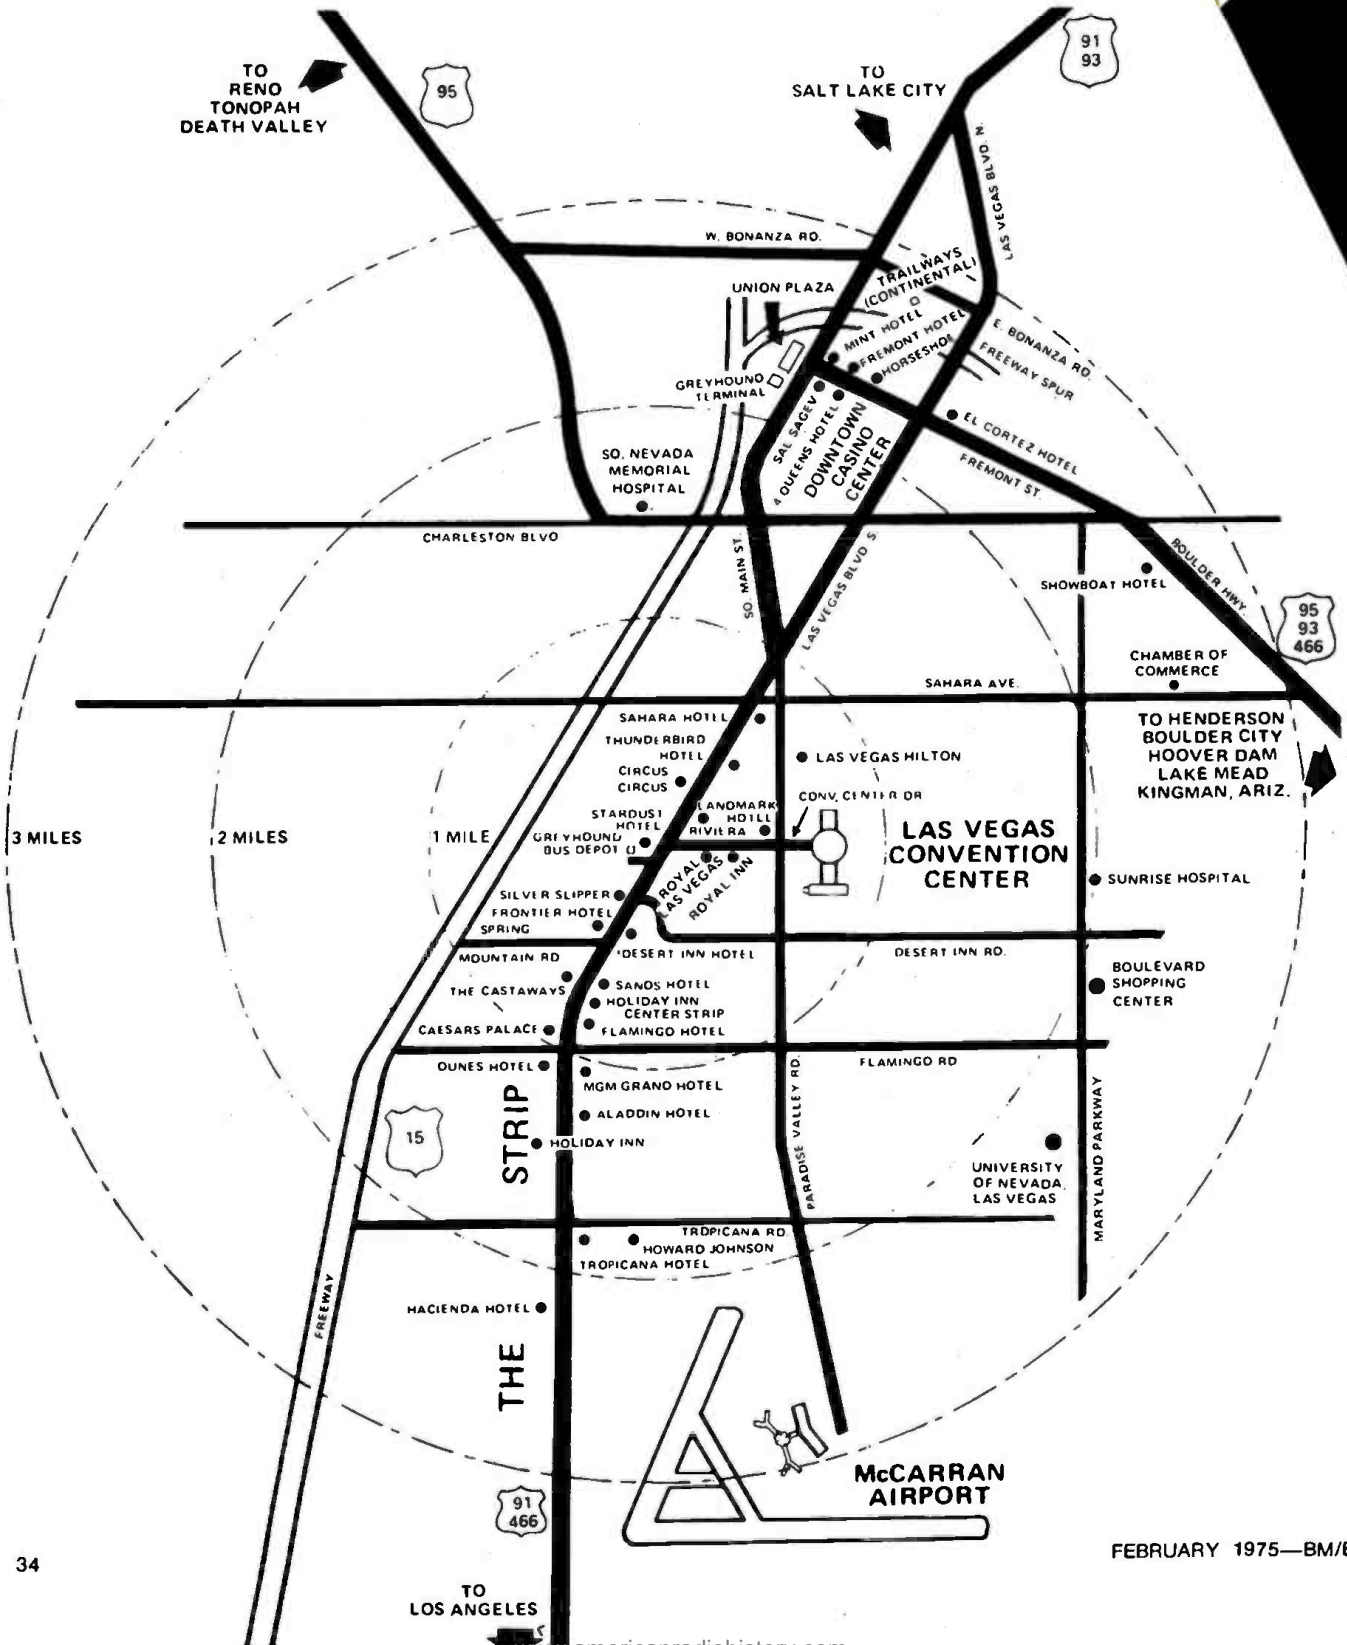 TO
RENO
TONOPAH
DEATH VALLEY
95
TO
SALT LAKE CITY
91
93
LAS VEGAS BLVD. N.
W. BONANZA RD.
TRAILWAYS
(CONTINENTAL)
UNION PLAZA
MINT HOTEL
FREMONT HOTEL
HORSESHOE
E. BONANZA RD.
FREEWAY SPUR
GREYHOUND
TERMINAL
SAL SAGEV
4 QUEENS HOTEL
DOWNTOWN
CASINO
CENTER
EL CORTEZ HOTEL
FREMONT ST.
SO. NEVADA
MEMORIAL
HOSPITAL
CHARLESTON BLVD
SO. MAIN ST.
LAS VEGAS BLVD S
BOULDER HWY.
SHOWBOAT HOTEL
95
93
466
CHAMBER OF
COMMERCE
SAHARA AVE.
SAHARA HOTEL
TO HENDERSON
BOULDER CITY
HOOVER DAM
LAKE MEAD
KINGMAN, ARIZ.
THUNDERBIRD
HOTEL
LAS VEGAS HILTON
CIRCUS
CIRCUS
CONV. CENTER DR
LANDMARK
HOTEL
STARDUST
HOTEL
RIVIERA
3 MILES
2 MILES
1 MILE
GREYHOUND
BUS DEPOT
LAS VEGAS
CONVENTION
CENTER
ROYAL
LAS VEGAS
ROYAL INN
SUNRISE HOSPITAL
SILVER SLIPPER
FRONTIER HOTEL
SPRING
MOUNTAIN RD
DESERT INN HOTEL
DESERT INN RD.
BOULEVARD
SHOPPING
CENTER
THE CASTAWAYS
SANDS HOTEL
HOLIDAY INN
CENTER STRIP
CAESARS PALACE
FLAMINGO HOTEL
DUNES HOTEL
FLAMINGO RD
MGM GRAND HOTEL
ALADDIN HOTEL
15
HOLIDAY INN
THE STRIP
PARADISE VALLEY RD.
MARYLAND PARKWAY
UNIVERSITY
OF NEVADA,
LAS VEGAS
TROPICANA RD.
HOWARD JOHNSON
TROPICANA HOTEL
FREEWAY
HACIENDA HOTEL
McCARRAN
AIRPORT
91
466
34
FEBRUARY 1975—BM/E
TO
LOS ANGELES